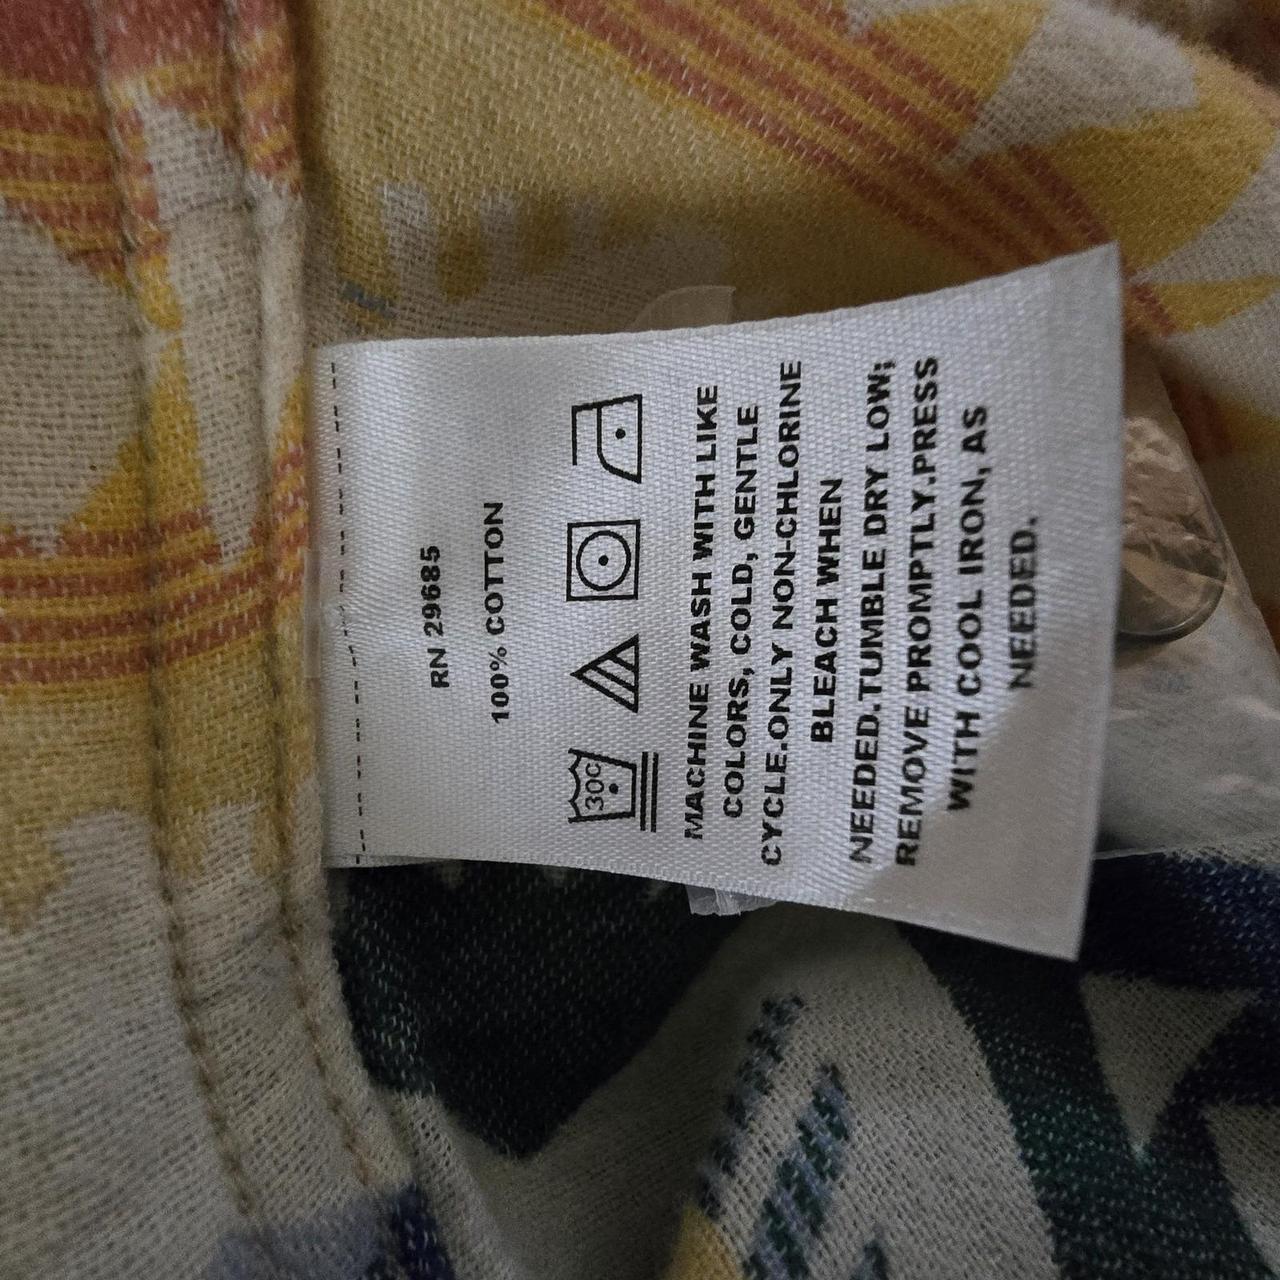 RN 29685
100% COTTON
30C
MACHINE WASH WITH LIKE
COLORS, COLD, GENTLE
CYCLE.ONLY NON-CHLORINE
BLEACH WHEN
NEEDED.TUMBLE DRY LOW;
REMOVE PROMPTLY.PRESS
WITH COOL IRON, AS
NEEDED.